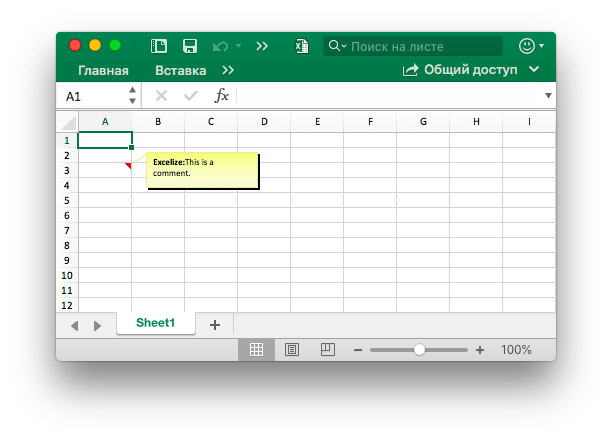 Поиск на листе
Главная Вставка Общий доступ
A1 fx
A B C D E F G H I
1
2
3
4
5
6
7
8
9
10
11
12
Excelize:This is a
comment.
Sheet1
100%